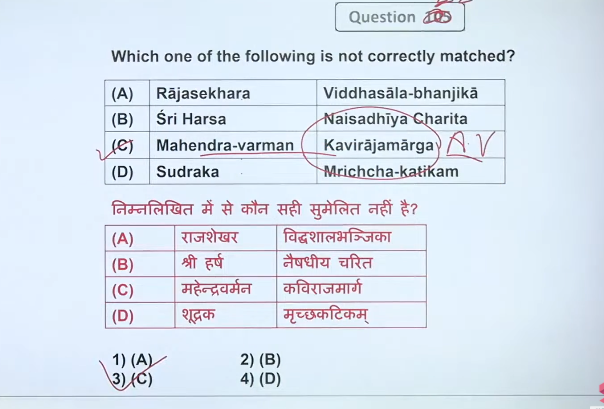 Question 105
Which one of the following is not correctly matched?
(A) Rājasekhara Viddhasāla-bhanjikā
(B) Śri Harsa Naisadhīya Charita
(C) Mahendra-varman Kavirājamārga A V
(D) Sudraka Mrichcha-katikam
निम्नलिखित में से कौन सही सुमेलित नहीं है?
(A) राजशेखर विद्धशालभञ्जिका
(B) श्री हर्ष नैषधीय चरित
(C) महेन्द्रवर्मन कविराजमार्ग
(D) शूद्रक मृच्छकटिकम्
1) (A) 2) (B)
3) (C) 4) (D)